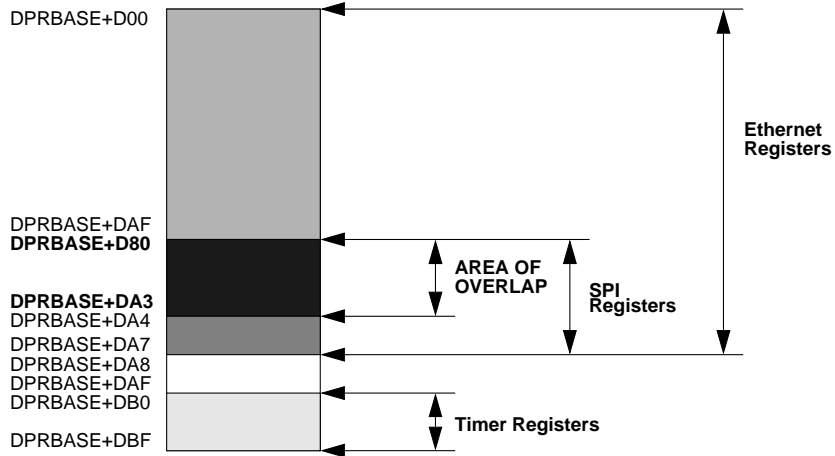 DPRBASE+D00
Ethernet
Registers
DPRBASE+DAF
DPRBASE+D80
AREA OF
OVERLAP
SPI
Registers
DPRBASE+DA3
DPRBASE+DA4
DPRBASE+DA7
DPRBASE+DA8
DPRBASE+DAF
DPRBASE+DB0
Timer Registers
DPRBASE+DBF